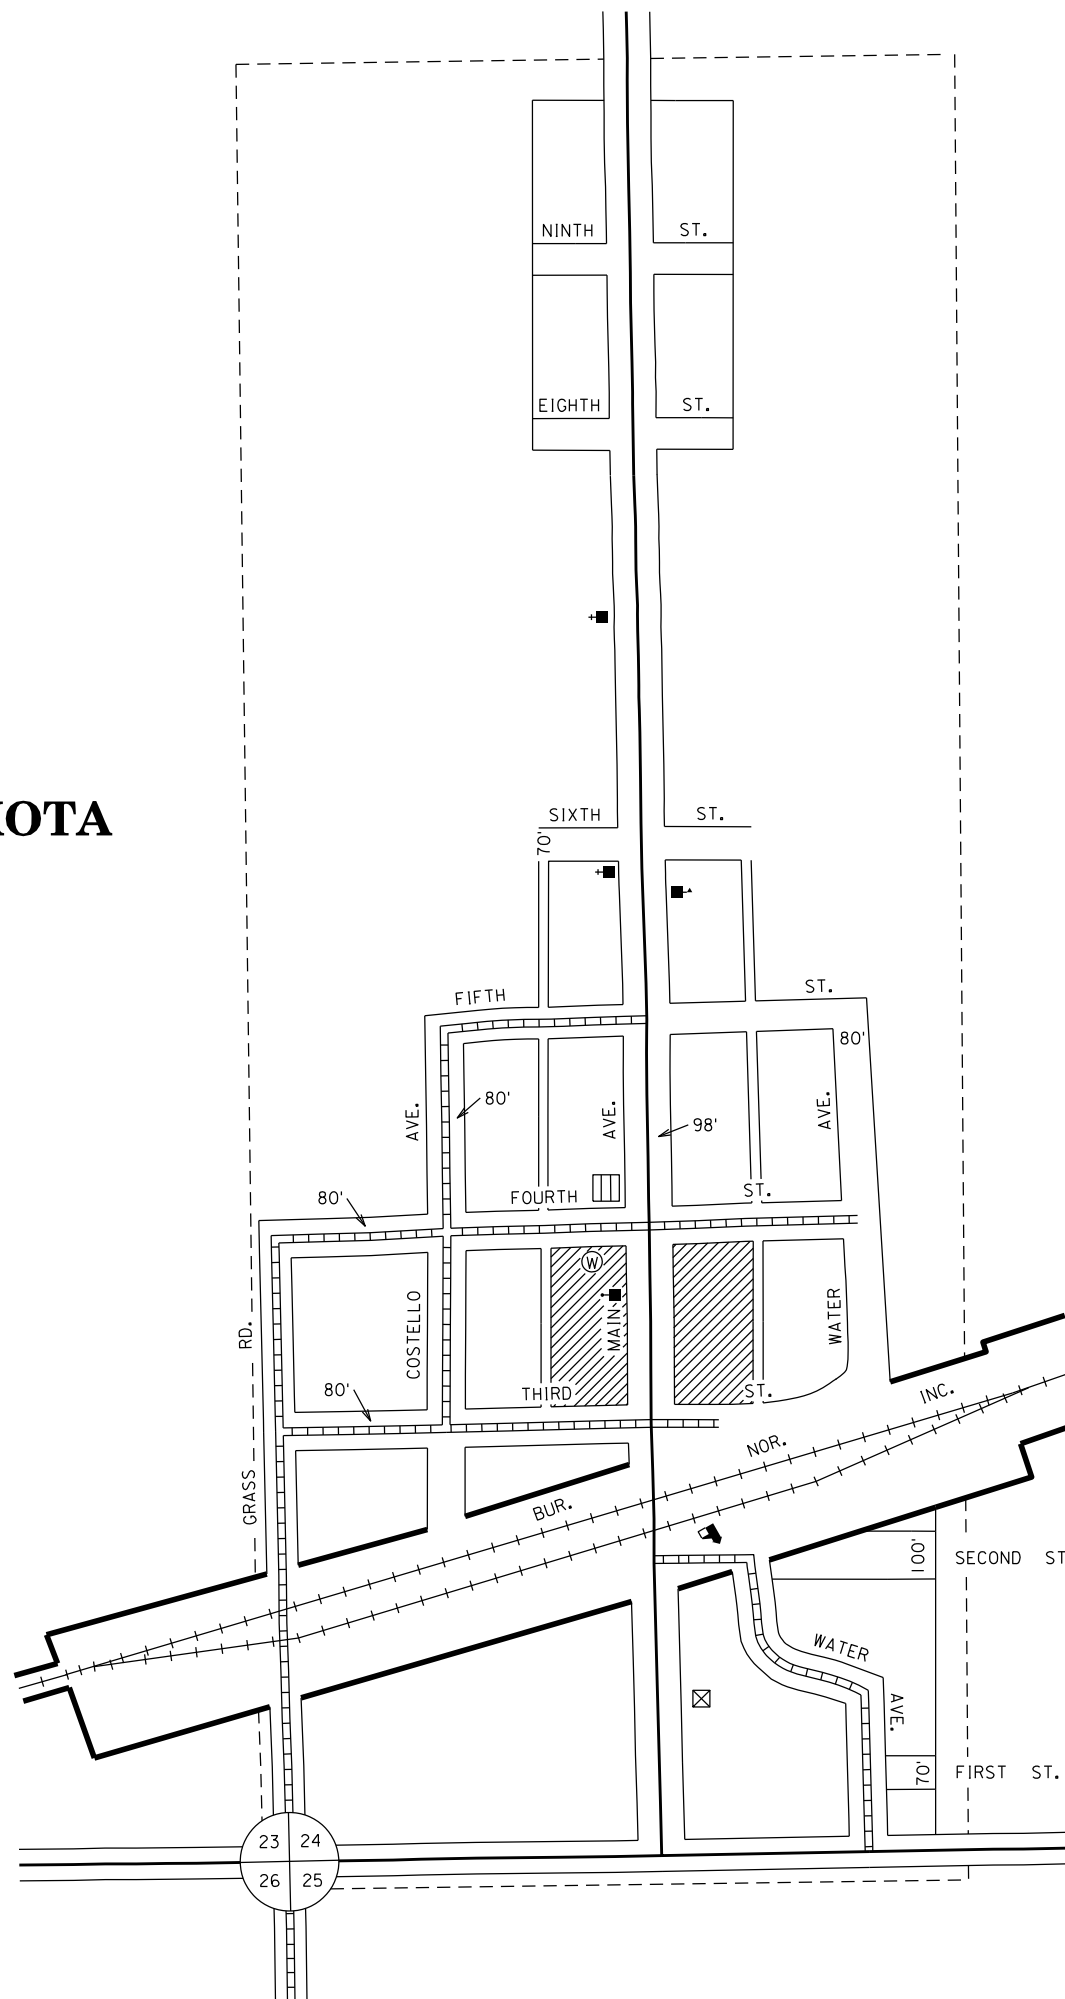 NINTH ST.
EIGHTH ST.
OTA
SIXTH ST.
70'
FIFTH ST.
80'
AVE.
80'
AVE.
98'
AVE.
80'
FOURTH ST.
W
RD.
COSTELLO
MAIN
WATER
80'
THIRD ST.
INC.
NOR.
BUR.
GRASS
100'
SECOND ST
WATER
AVE.
70'
FIRST ST.
23 24
26 25